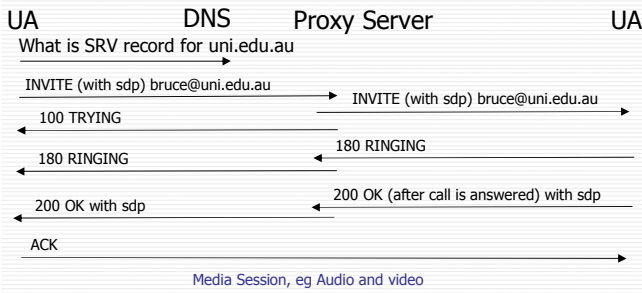 UA DNS Proxy Server UA
What is SRV record for uni.edu.au
INVITE (with sdp) bruce@uni.edu.au
INVITE (with sdp) bruce@uni.edu.au
100 TRYING
180 RINGING
180 RINGING
200 OK (after call is answered) with sdp
200 OK with sdp
ACK
Media Session, eg Audio and video